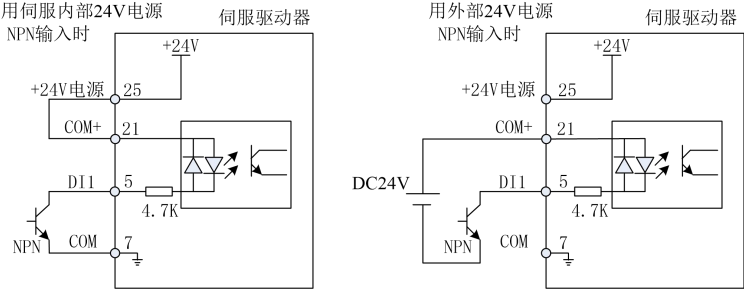 用伺服内部24V电源
NPN输入时
伺服驱动器
+24V
+24V电源
25
COM+
21
DI1
5
4.7K
NPN
COM
7
用外部24V电源
NPN输入时
伺服驱动器
+24V
+24V电源
25
COM+
21
DC24V
DI1
5
4.7K
NPN
COM
7